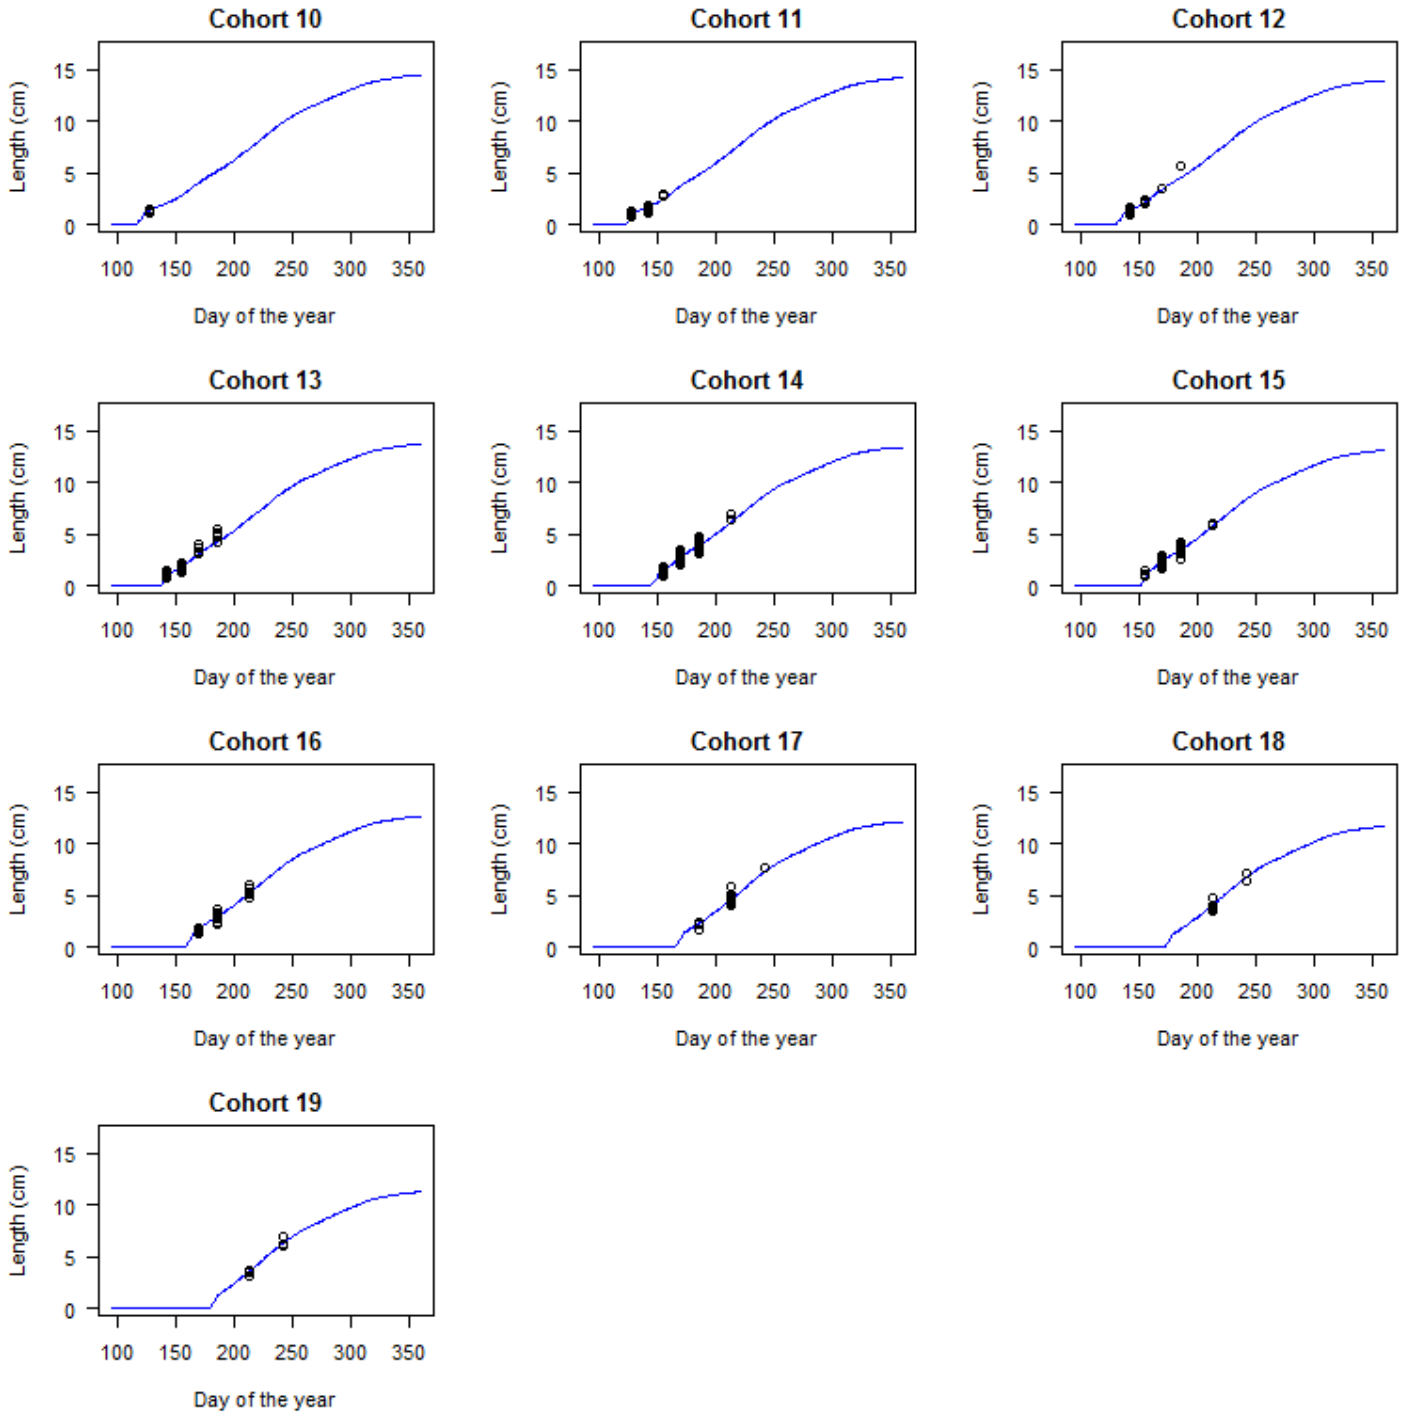 Cohort 10
Length (cm)
15
10
5
0
100 150 200 250 300 350
Day of the year
Cohort 11
Length (cm)
15
10
5
0
100 150 200 250 300 350
Day of the year
Cohort 12
Length (cm)
15
10
5
0
100 150 200 250 300 350
Day of the year
Cohort 13
Length (cm)
15
10
5
0
100 150 200 250 300 350
Day of the year
Cohort 14
Length (cm)
15
10
5
0
100 150 200 250 300 350
Day of the year
Cohort 15
Length (cm)
15
10
5
0
100 150 200 250 300 350
Day of the year
Cohort 16
Length (cm)
15
10
5
0
100 150 200 250 300 350
Day of the year
Cohort 17
Length (cm)
15
10
5
0
100 150 200 250 300 350
Day of the year
Cohort 18
Length (cm)
15
10
5
0
100 150 200 250 300 350
Day of the year
Cohort 19
Length (cm)
15
10
5
0
100 150 200 250 300 350
Day of the year